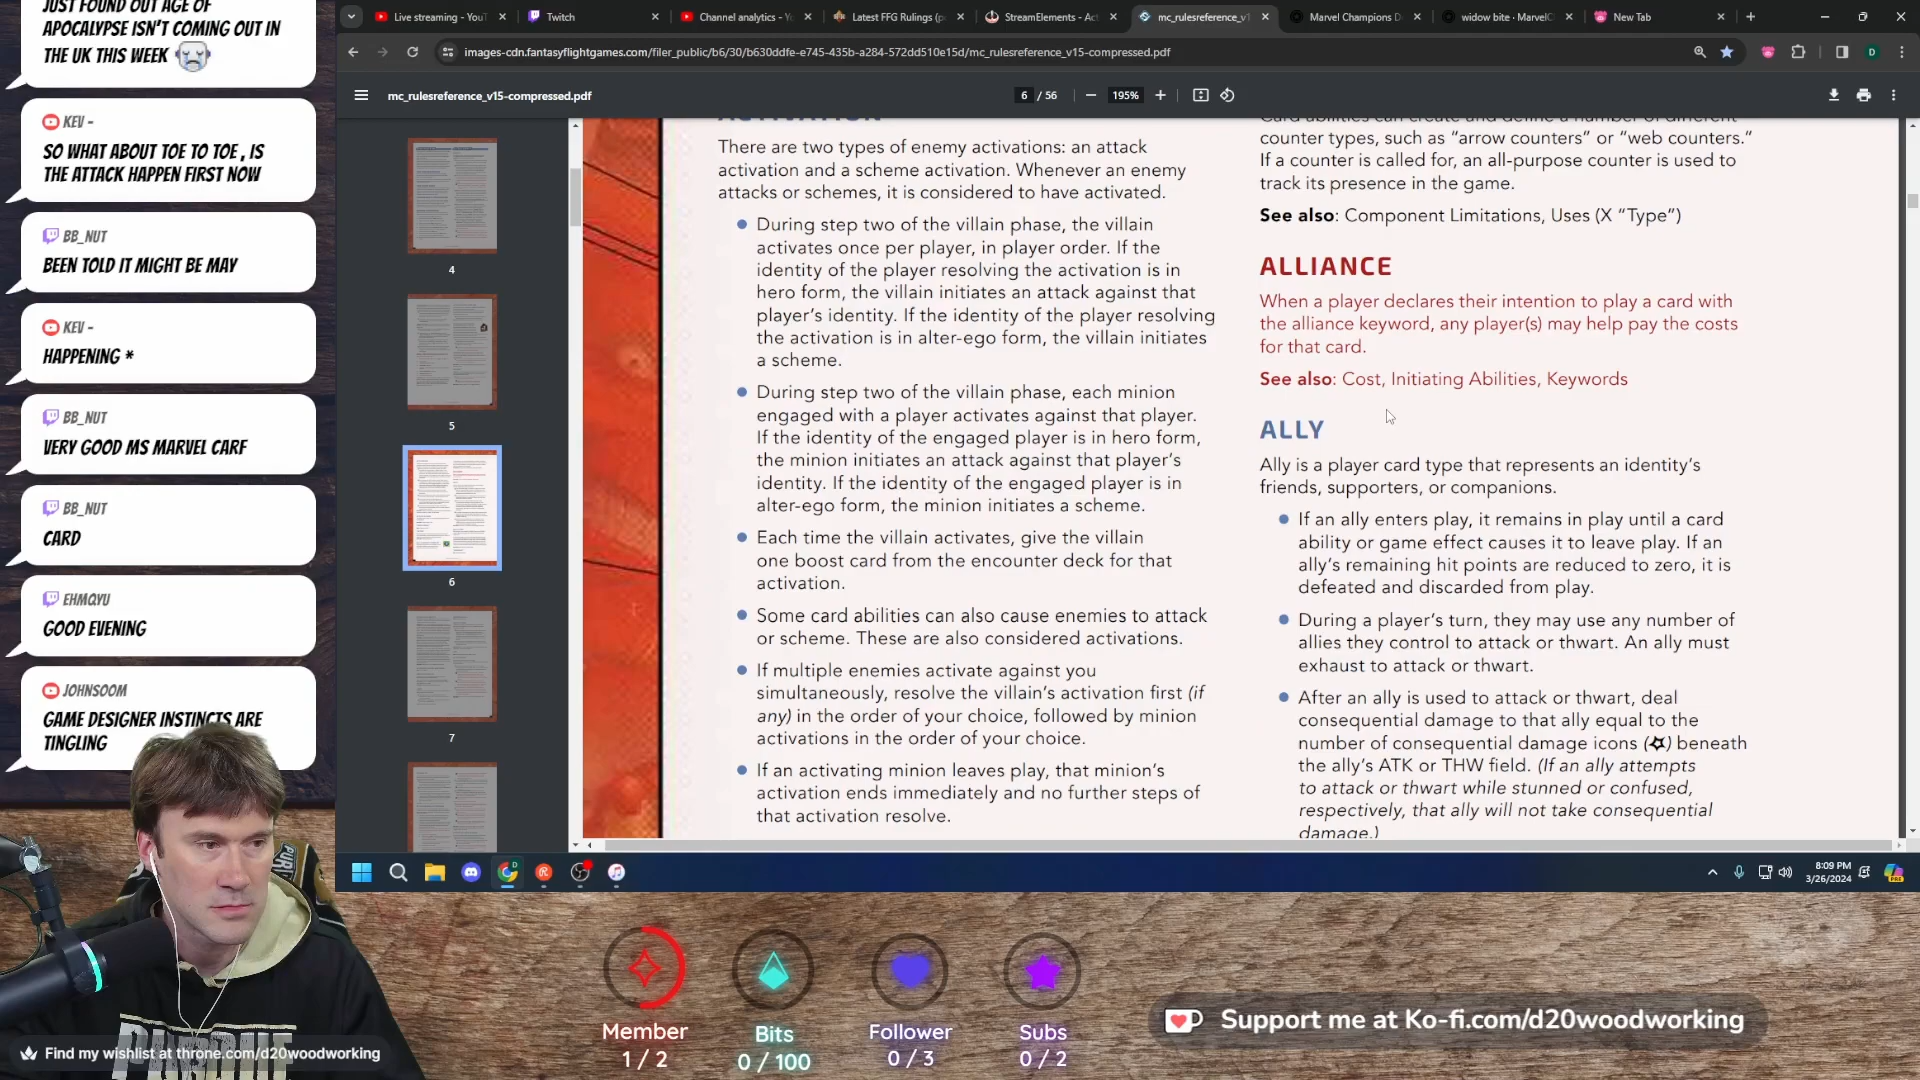 JUST FOUND OUT AGE OF
APOCALYPSE ISN'T COMING OUT IN
THE UK THIS WEEK
KEV -
SO WHAT ABOUT TOE TO TOE , IS
THE ATTACK HAPPEN FIRST NOW
BB_NUT
BEEN TOLD IT MIGHT BE MAY
KEV -
HAPPENING *
BB_NUT
VERY GOOD MS MARVEL CARF
BB_NUT
CARD
EHMQYU
GOOD EVENING
JOHNSOOM
GAME DESIGNER INSTINCTS ARE
TINGLING
Find my wishlist at throne.com/d20woodworking
Live streaming - YouT
Twitch
Channel analytics - Y
Latest FFG Rulings (p
StreamElements - Act
mc_rulesreference_v1
Marvel Champions D
widow bite · MarvelC
New Tab
images-cdn.fantasyflightgames.com/filer_public/b6/30/b630ddfe-e745-435b-a284-572dd510e15d/mc_rulesreference_v15-compressed.pdf
mc_rulesreference_v15-compressed.pdf
6 / 56
195%
4
5
6
7
There are two types of enemy activations: an attack
activation and a scheme activation. Whenever an enemy
attacks or schemes, it is considered to have activated.
During step two of the villain phase, the villain
activates once per player, in player order. If the
identity of the player resolving the activation is in
hero form, the villain initiates an attack against that
player's identity. If the identity of the player resolving
the activation is in alter-ego form, the villain initiates
a scheme.
During step two of the villain phase, each minion
engaged with a player activates against that player.
If the identity of the engaged player is in hero form,
the minion initiates an attack against that player's
identity. If the identity of the engaged player is in
alter-ego form, the minion initiates a scheme.
Each time the villain activates, give the villain
one boost card from the encounter deck for that
activation.
Some card abilities can also cause enemies to attack
or scheme. These are also considered activations.
If multiple enemies activate against you
simultaneously, resolve the villain's activation first (if
any) in the order of your choice, followed by minion
activations in the order of your choice.
If an activating minion leaves play, that minion's
activation ends immediately and no further steps of
that activation resolve.
Card abilities can create and define a number of different
counter types, such as "arrow counters" or "web counters."
If a counter is called for, an all-purpose counter is used to
track its presence in the game.
See also: Component Limitations, Uses (X "Type")
ALLIANCE
When a player declares their intention to play a card with
the alliance keyword, any player(s) may help pay the costs
for that card.
See also: Cost, Initiating Abilities, Keywords
ALLY
Ally is a player card type that represents an identity's
friends, supporters, or companions.
If an ally enters play, it remains in play until a card
ability or game effect causes it to leave play. If an
ally's remaining hit points are reduced to zero, it is
defeated and discarded from play.
During a player's turn, they may use any number of
allies they control to attack or thwart. An ally must
exhaust to attack or thwart.
After an ally is used to attack or thwart, deal
consequential damage to that ally equal to the
number of consequential damage icons ( ) beneath
the ally's ATK or THW field. (If an ally attempts
to attack or thwart while stunned or confused,
respectively, that ally will not take consequential
damage.)
8:09 PM
3/26/2024
Member
1 / 2
Bits
0 / 100
Follower
0 / 3
Subs
0 / 2
Support me at Ko-fi.com/d20woodworking